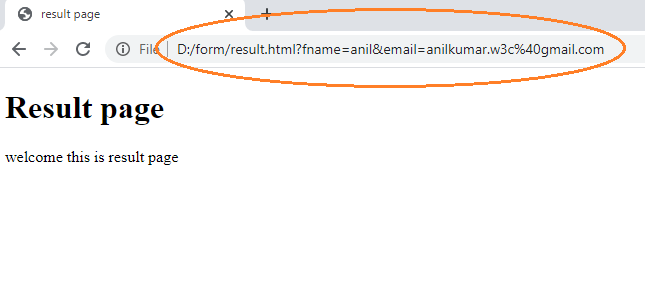 result page
File D:/form/result.html?fname=anil&email=anilkumar.w3c%40gmail.com
Result page
welcome this is result page